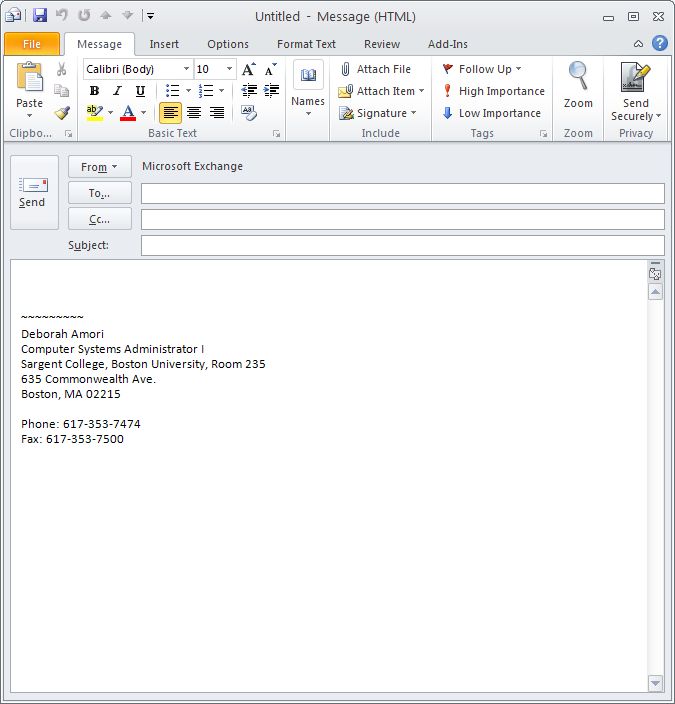 Untitled - Message (HTML)
File Message Insert Options Format Text Review Add-Ins
Calibri (Body) 10 A A Attach File Follow Up
Paste B I U Names Attach Item High Importance Zoom Send
ab A Signature Low Importance Securely
Clipbo... Basic Text Include Tags Zoom Privacy
From Microsoft Exchange
To...
Send
Cc...
Subject:
~~~~~~~~~
Deborah Amori
Computer Systems Administrator I
Sargent College, Boston University, Room 235
635 Commonwealth Ave.
Boston, MA 02215
Phone: 617-353-7474
Fax: 617-353-7500